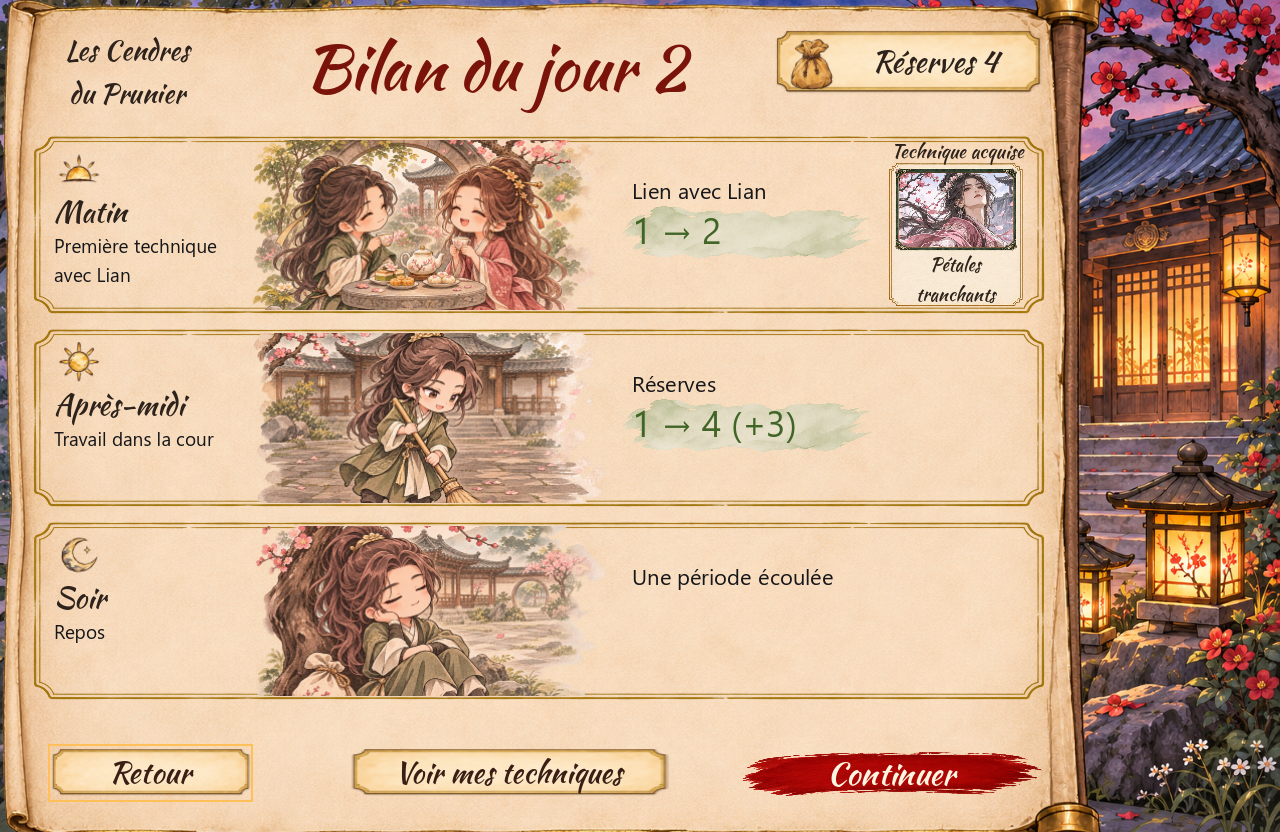 Les Cendres
du Prunier
Bilan du jour 2
Réserves 4
Matin
Première technique
avec Lian
Lien avec Lian
1 → 2
Technique acquise
Pétales
tranchants
Après-midi
Travail dans la cour
Réserves
1 → 4 (+3)
Soir
Repos
Une période écoulée
Retour
Voir mes techniques
Continuer